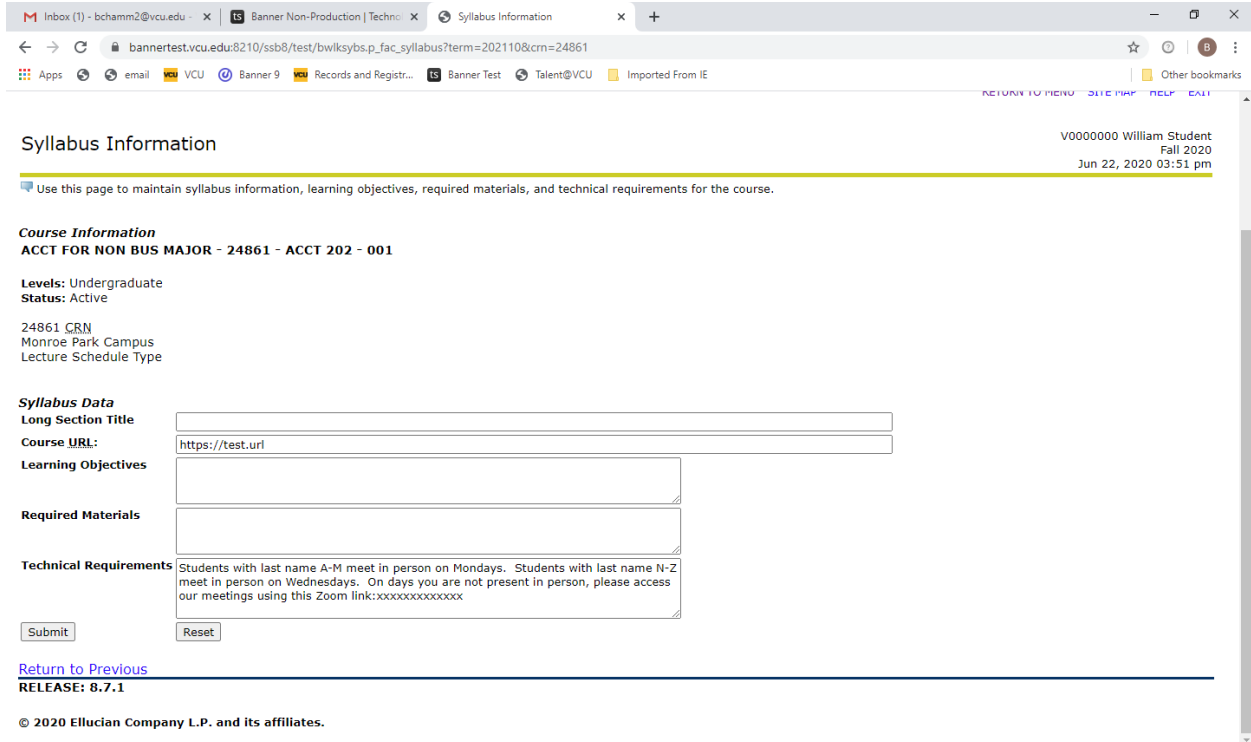 Inbox (1) - bchamm2@vcu.edu -
Banner Non-Production | Technol
Syllabus Information
bannertest.vcu.edu:8210/ssb8/test/bwlksybs.p_fac_syllabus?term=202110&crn=24861
B
Apps email VCU VCU Banner 9 VCU Records and Registr... ts Banner Test Talent@VCU Imported From IE Other bookmarks
RETURN TO MENU SITE MAP HELP EXIT
Syllabus Information
V0000000 William Student
Fall 2020
Jun 22, 2020 03:51 pm
Use this page to maintain syllabus information, learning objectives, required materials, and technical requirements for the course.
Course Information
ACCT FOR NON BUS MAJOR - 24861 - ACCT 202 - 001
Levels: Undergraduate
Status: Active
24861 CRN
Monroe Park Campus
Lecture Schedule Type
Syllabus Data
Long Section Title
Course URL: https://test.url
Learning Objectives
Required Materials
Technical Requirements
Students with last name A-M meet in person on Mondays.  Students with last name N-Z
meet in person on Wednesdays.  On days you are not present in person, please access
our meetings using this Zoom link:xxxxxxxxxxxxx
Submit Reset
Return to Previous
RELEASE: 8.7.1
© 2020 Ellucian Company L.P. and its affiliates.